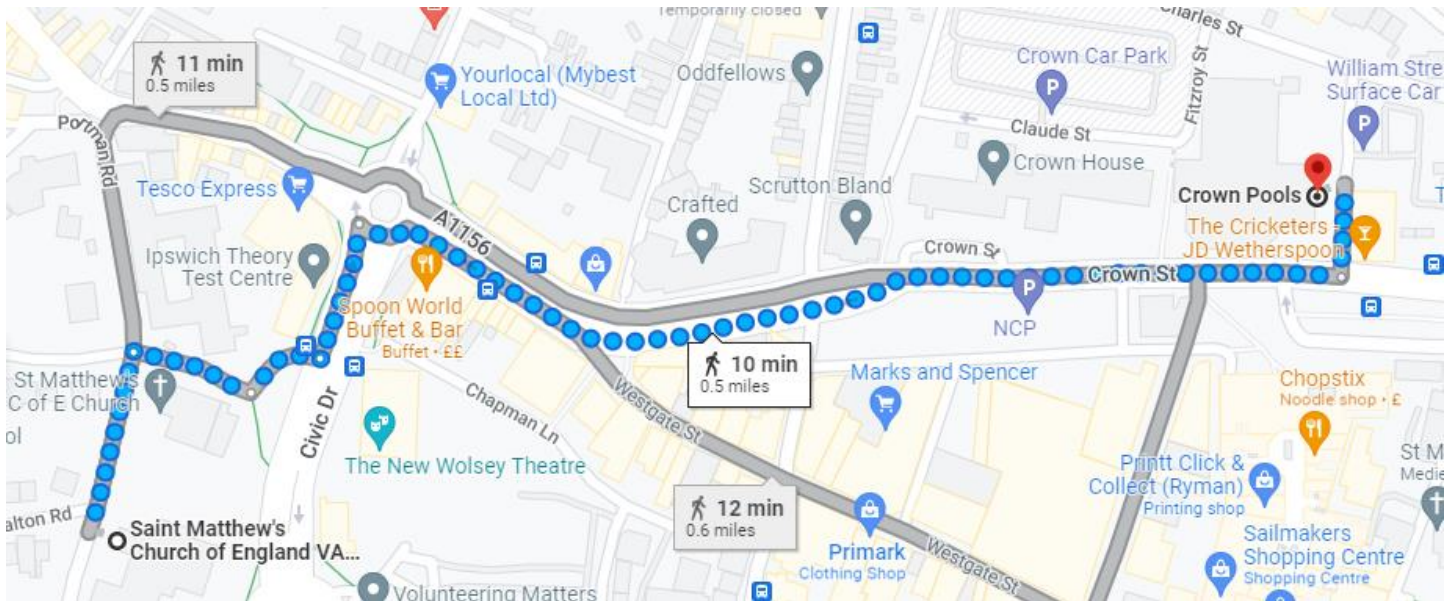 Temporarily closed
Charles St
11 min
0.5 miles
Yourlocal (Mybest
Local Ltd)
Oddfellows
Crown Car Park
P
Fitzroy St
William Stre
Surface Car
P
Portman Rd
Claude St
Crown House
Tesco Express
Scrutton Bland
Crafted
Crown Pools
The Cricketers -
JD Wetherspoon
A1156
Crown St
Crown St
Ipswich Theory
Test Centre
Spoon World
Buffet & Bar
Buffet • ££
P
NCP
10 min
0.5 miles
St Matthew's
C of E Church
ol
Civic Dr
Chapman Ln
Westgate St
Marks and Spencer
Chopstix
Noodle shop • £
The New Wolsey Theatre
Printt Click &
Collect (Ryman)
Printing shop
St M
Medie
alton Rd
Saint Matthew's
Church of England VA...
12 min
0.6 miles
Primark
Clothing Shop
Westgate St
Sailmakers
Shopping Centre
Shopping Centre
Volunteering Matters